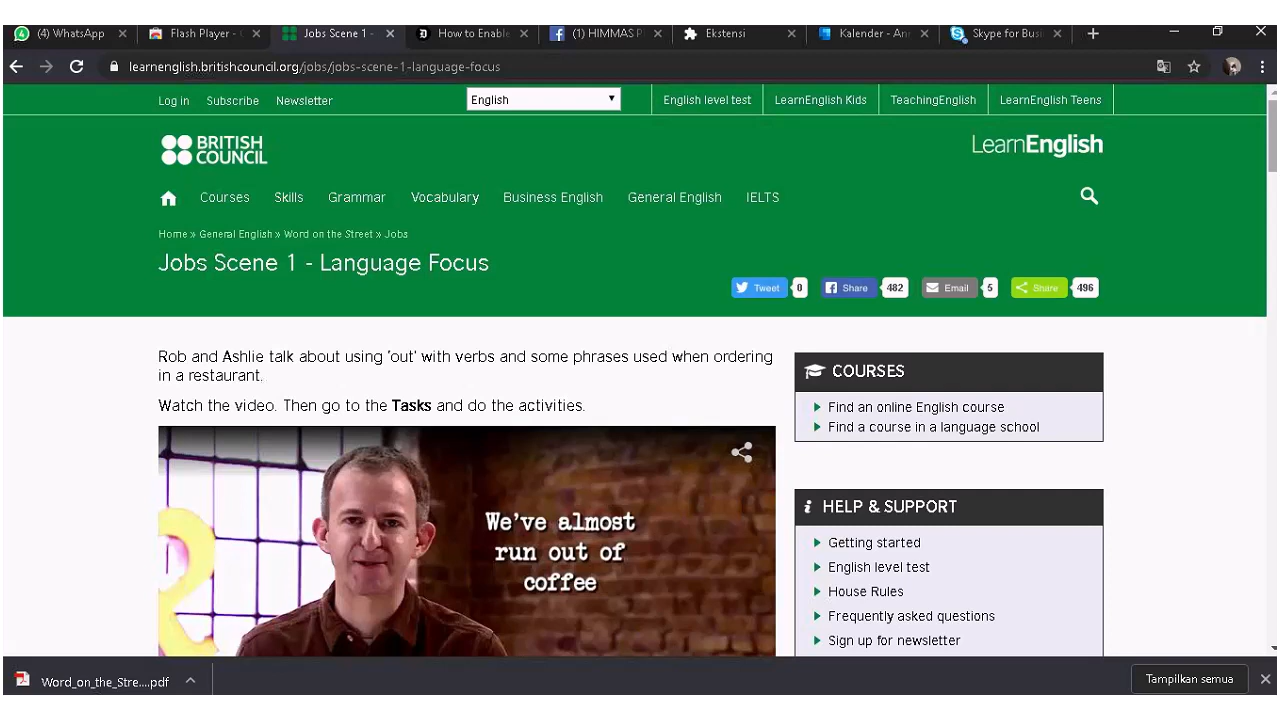 (4) WhatsApp
Flash Player - C
Jobs Scene 1 -
How to Enable
(1) HIMMAS P
Ekstensi
Kalender - An
Skype for Busi
learnenglish.britishcouncil.org/jobs/jobs-scene-1-language-focus
Log in Subscribe Newsletter
English
English level test LearnEnglish Kids TeachingEnglish LearnEnglish Teens
BRITISH
COUNCIL
LearnEnglish
Courses Skills Grammar Vocabulary Business English General English IELTS
Home » General English » Word on the Street » Jobs
Jobs Scene 1 - Language Focus
Tweet 0 Share 482 Email 5 Share 496
Rob and Ashlie talk about using 'out' with verbs and some phrases used when ordering
in a restaurant.
Watch the video. Then go to the Tasks and do the activities.
We've almost
run out of
coffee
COURSES
Find an online English course
Find a course in a language school
HELP & SUPPORT
Getting started
English level test
House Rules
Frequently asked questions
Sign up for newsletter
Word_on_the_Stre....pdf
Tampilkan semua